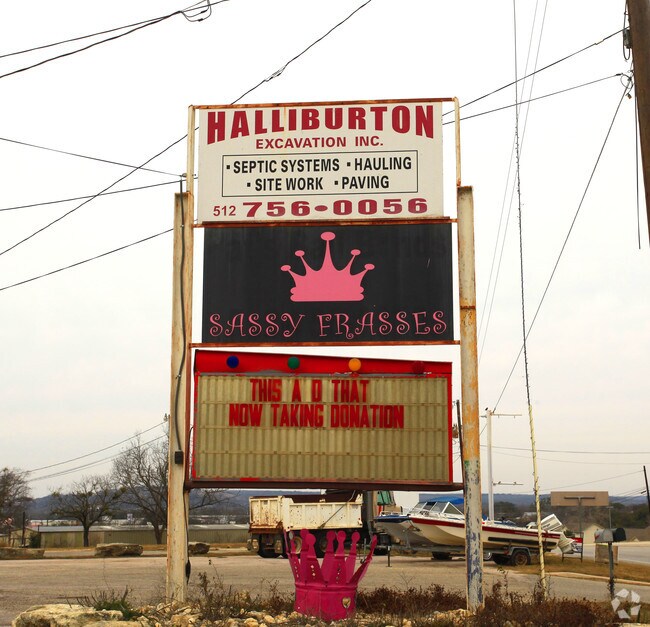 HALLIBURTON
EXCAVATION INC.
• SEPTIC SYSTEMS • HAULING
• SITE WORK • PAVING
512 756-0056
SASSY FRASSES
THIS A D THAT
NOW TAKING DONATION